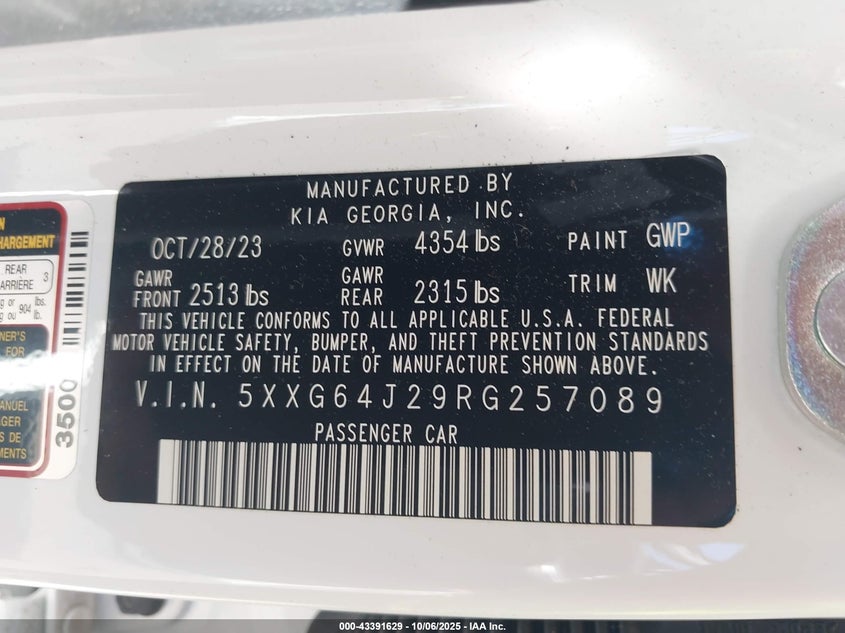 MANUFACTURED BY
KIA GEORGIA, INC.
OCT/28/23 GVWR 4354 lbs PAINT GWP
GAWR FRONT 2513 lbs GAWR REAR 2315 lbs TRIM WK
THIS VEHICLE CONFORMS TO ALL APPLICABLE U.S.A. FEDERAL
MOTOR VEHICLE SAFETY, BUMPER, AND THEFT PREVENTION STANDARDS
IN EFFECT ON THE DATE OF MANUFACTURE SHOWN ABOVE.
V.I.N. 5XXG64J29RG257089
PASSENGER CAR
REAR 3
904 lb.
3500
000-43391629 - 10/06/2025 - IAA Inc.